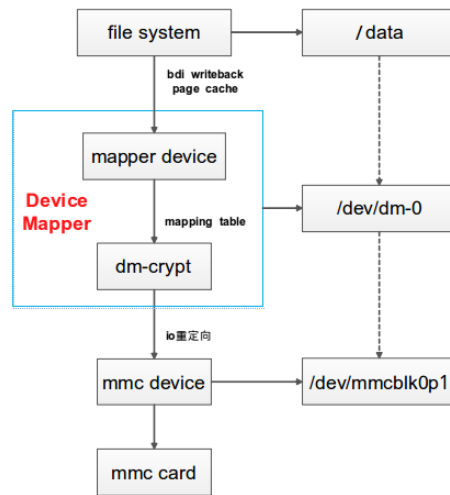 file system
/data
bdi writeback
page cache
mapper device
Device
Mapper
mapping table
/dev/dm-0
dm-crypt
io重定向
mmc device
/dev/mmcblk0p1
mmc card